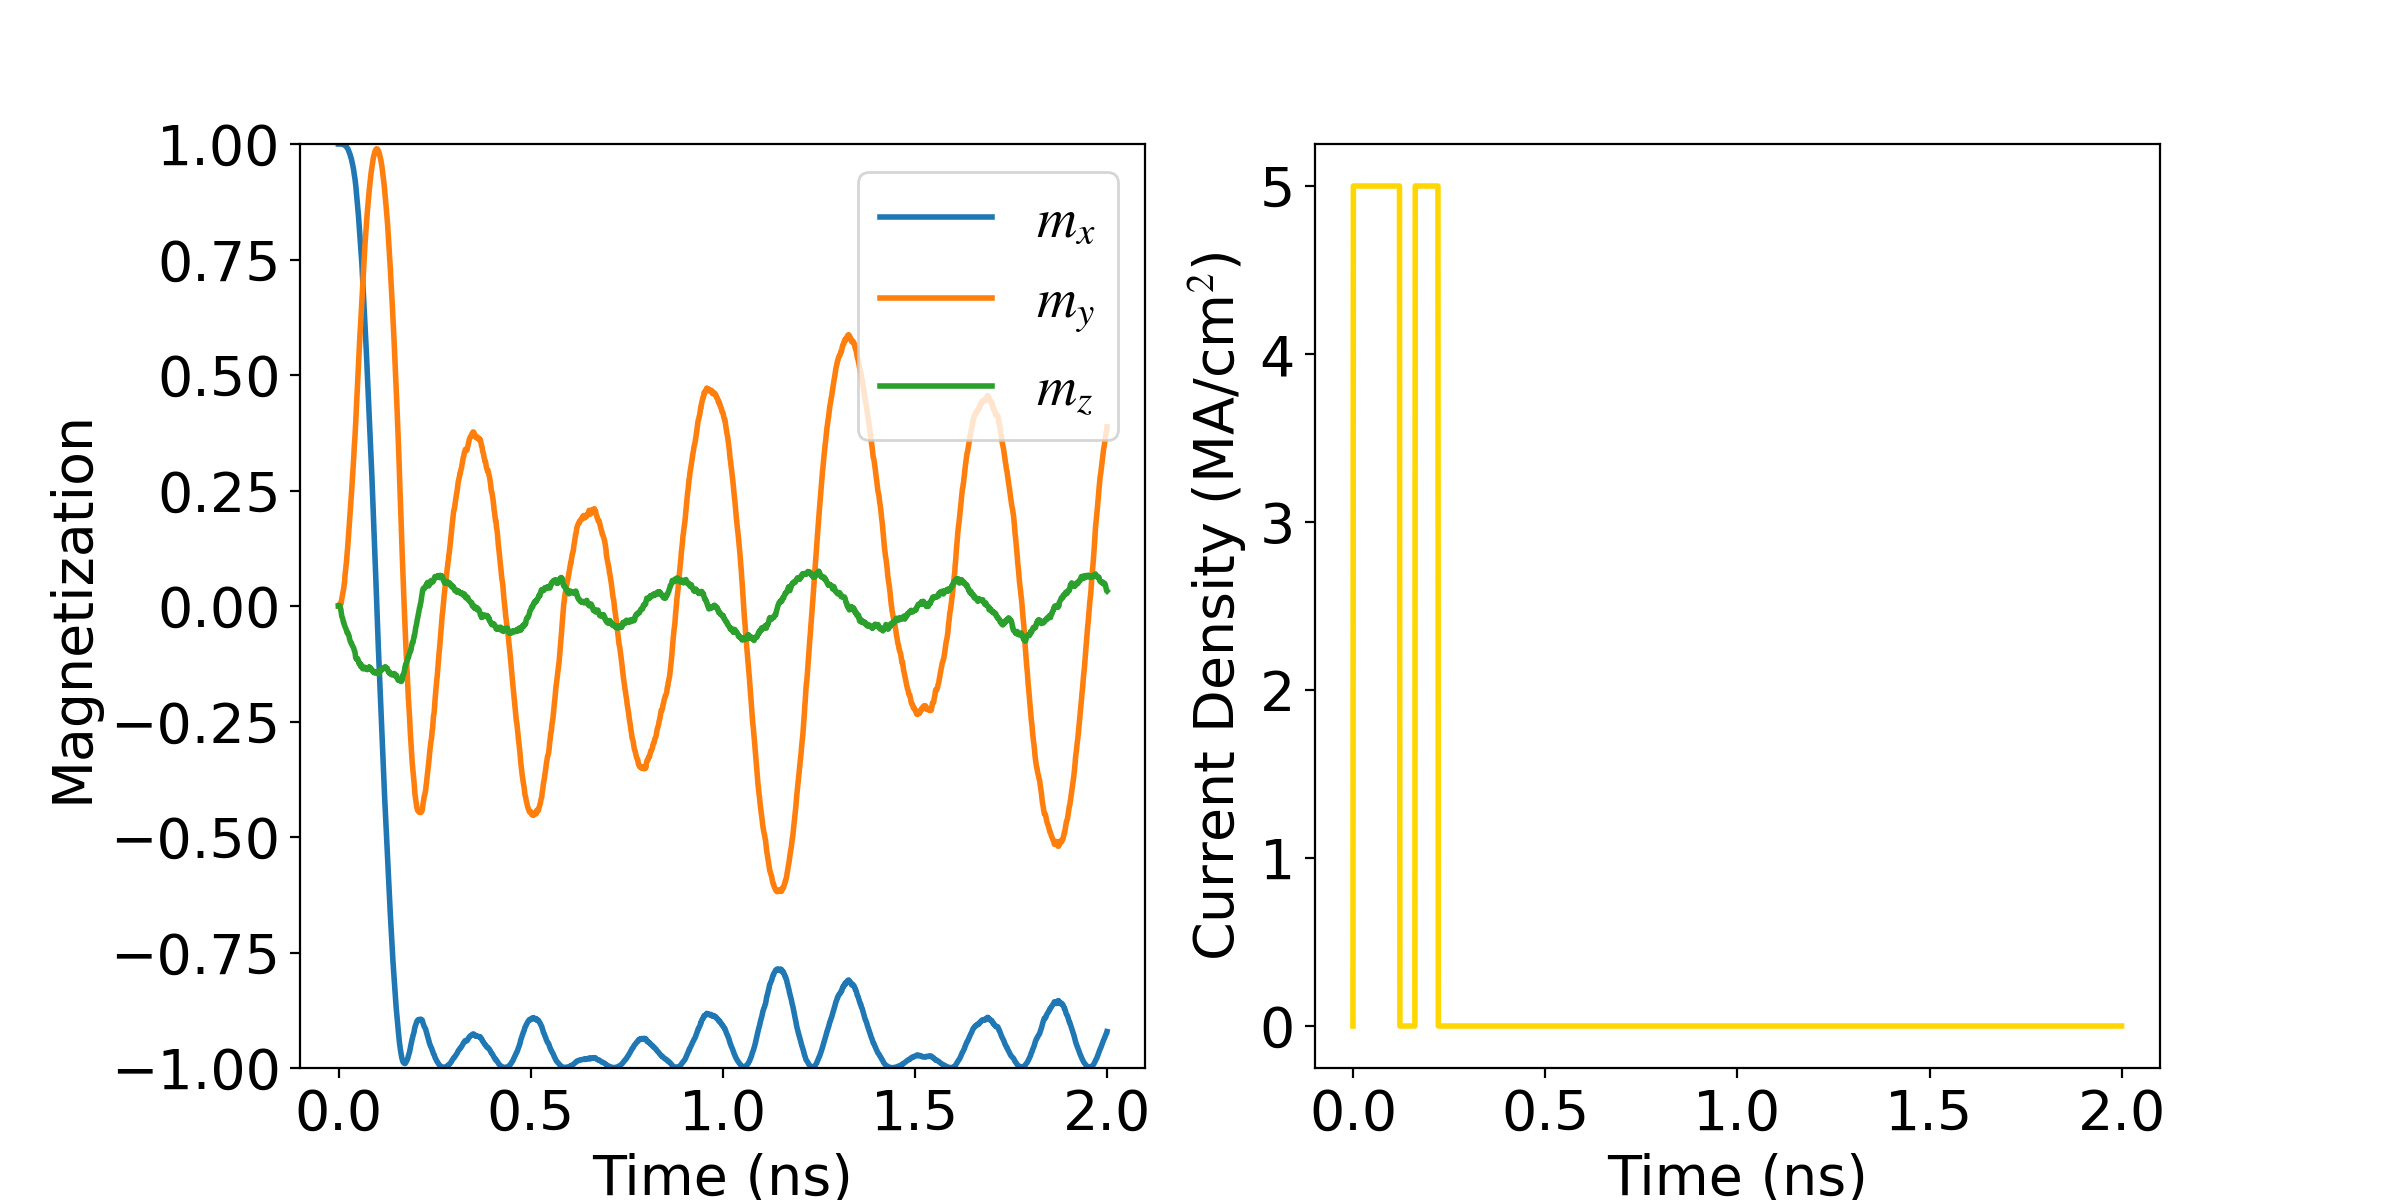 1.00
0.75
0.50
0.25
0.00
−0.25
−0.50
−0.75
−1.00
Magnetization
0.0 0.5 1.0 1.5 2.0
Time (ns)
m_x
m_y
m_z
5
4
3
2
1
0
Current Density (MA/cm²)
0.0 0.5 1.0 1.5 2.0
Time (ns)